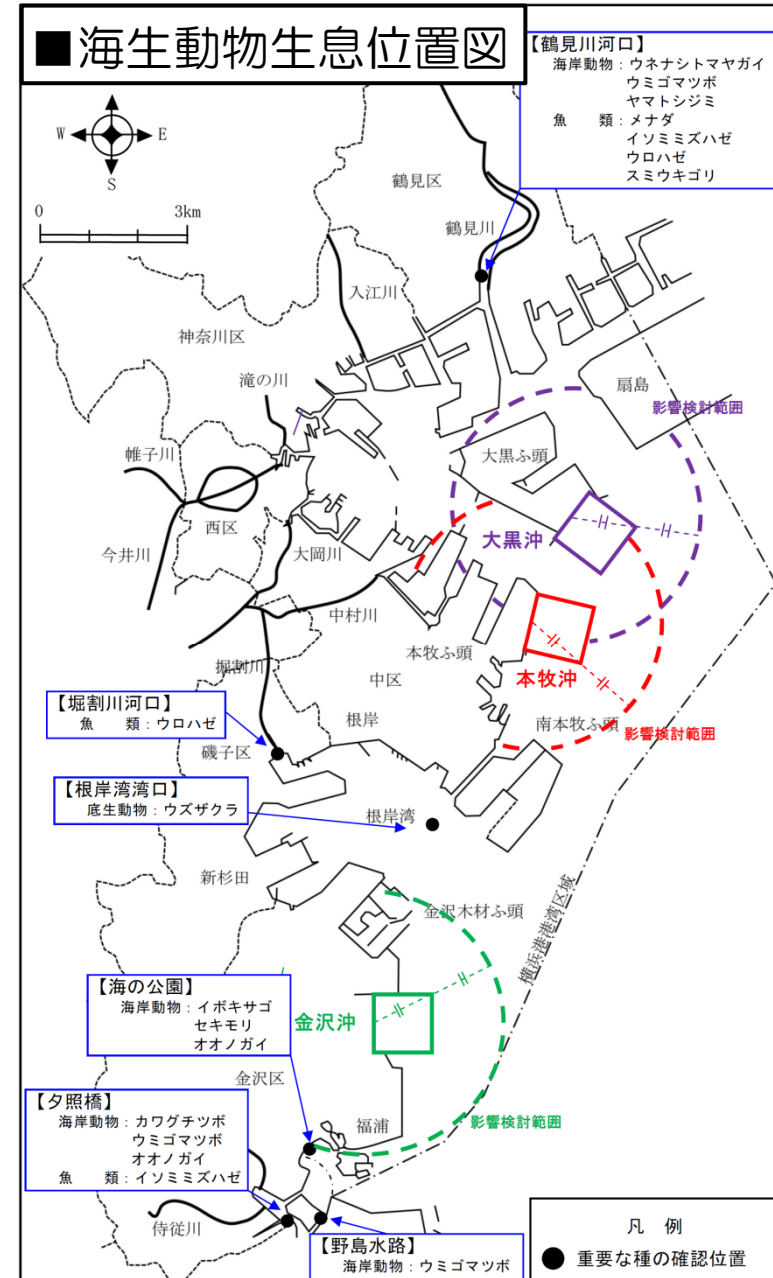 ■海生動物生息位置図
【鶴見川河口】
海岸動物：ウネナシトマヤガイ
ウミゴマツボ
ヤマトシジミ
魚　類：メナダ
イソミミズハゼ
ウロハゼ
スミウキゴリ
W E
S
0 3km
鶴見区
鶴見川
入江川
神奈川区
滝の川
扇島
影響検討範囲
大黒ふ頭
帷子川
西区
大黒沖
今井川
大岡川
中村川
本牧ふ頭
本牧沖
堀割川
中区
【堀割川河口】
魚　類：ウロハゼ
根岸
南本牧ふ頭
影響検討範囲
磯子区
【根岸湾湾口】
底生動物：ウズザクラ
根岸湾
新杉田
金沢木材ふ頭
横浜港港湾区域
【海の公園】
海岸動物：イボキサゴ
セキモリ
オオノガイ
金沢沖
金沢区
【夕照橋】
海岸動物：カワグチツボ
ウミゴマツボ
オオノガイ
魚　類：イソミミズハゼ
福浦
影響検討範囲
侍従川
【野島水路】
海岸動物：ウミゴマツボ
凡　例
● 重要な種の確認位置